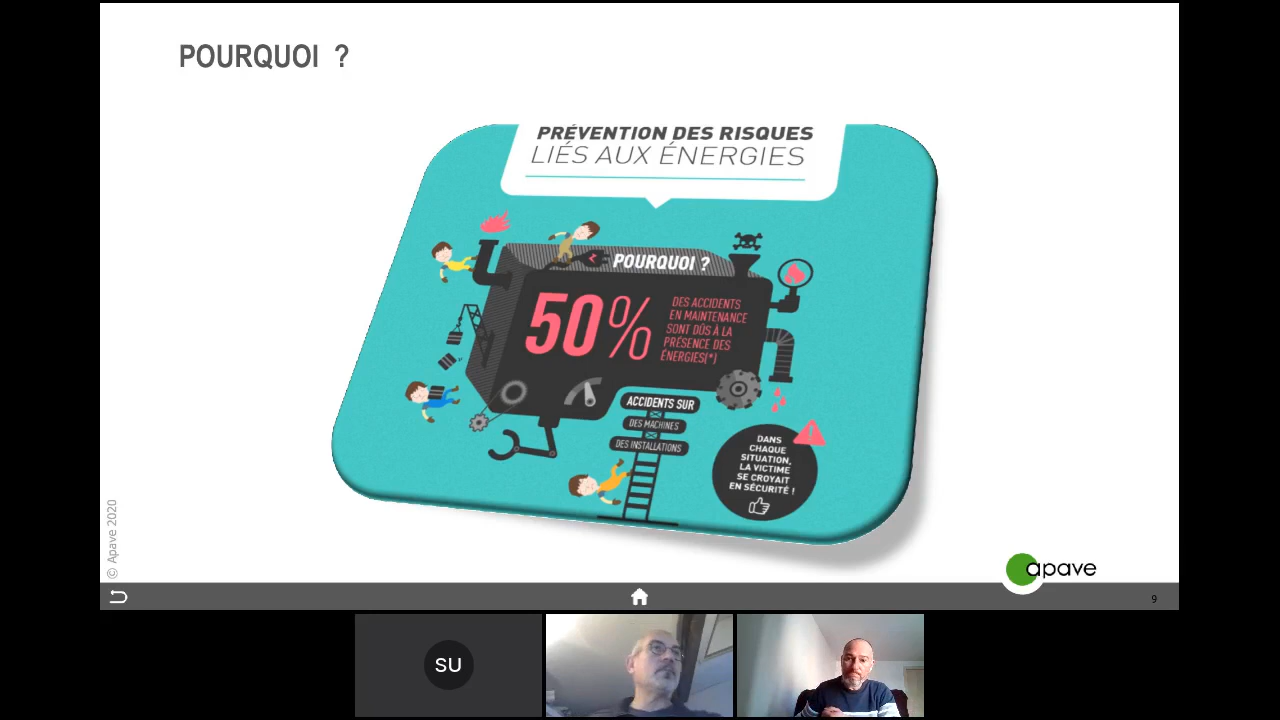 POURQUOI ?
PRÉVENTION DES RISQUES
LIÉS AUX ÉNERGIES
POURQUOI ?
50%
DES ACCIDENTS
EN MAINTENANCE
SONT DÛS À LA
PRÉSENCE DES
ÉNERGIES(*)
ACCIDENTS SUR
DES MACHINES
DES INSTALLATIONS
DANS
CHAQUE
SITUATION,
LA VICTIME
SE CROYAIT
EN SÉCURITÉ !
© Apave 2020
apave
9
SU